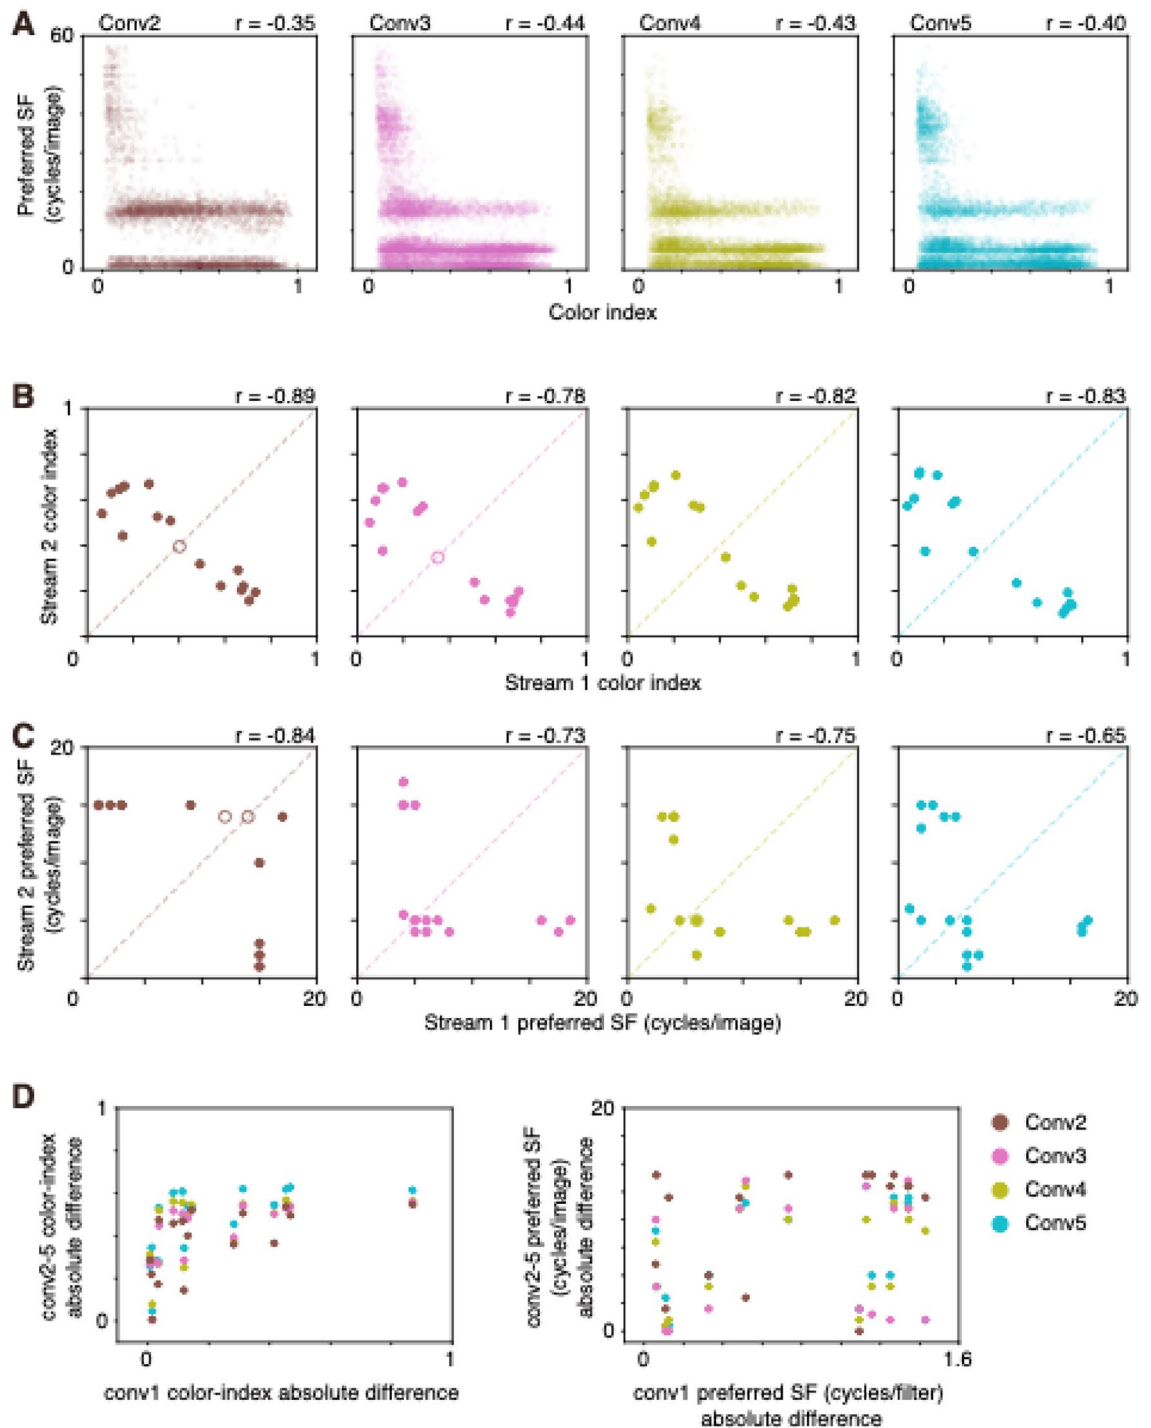 A
Conv2 r = -0.35
Conv3 r = -0.44
Conv4 r = -0.43
Conv5 r = -0.40
60
Preferred SF
(cycles/image)
0
0 1
0 1
0 1
0 1
Color index
B
r = -0.89
r = -0.78
r = -0.82
r = -0.83
1
Stream 2 color index
0 1
0 1
0 1
0 1
Stream 1 color index
C
r = -0.84
r = -0.73
r = -0.75
r = -0.65
20
Stream 2 preferred SF
(cycles/image)
0 20
0 20
0 20
0 20
Stream 1 preferred SF (cycles/image)
D
1
conv2-5 color-index
absolute difference
0
0 1
conv1 color-index absolute difference
20
conv2-5 preferred SF
(cycles/image)
absolute difference
0
0 1.6
conv1 preferred SF (cycles/filter)
absolute difference
Conv2
Conv3
Conv4
Conv5